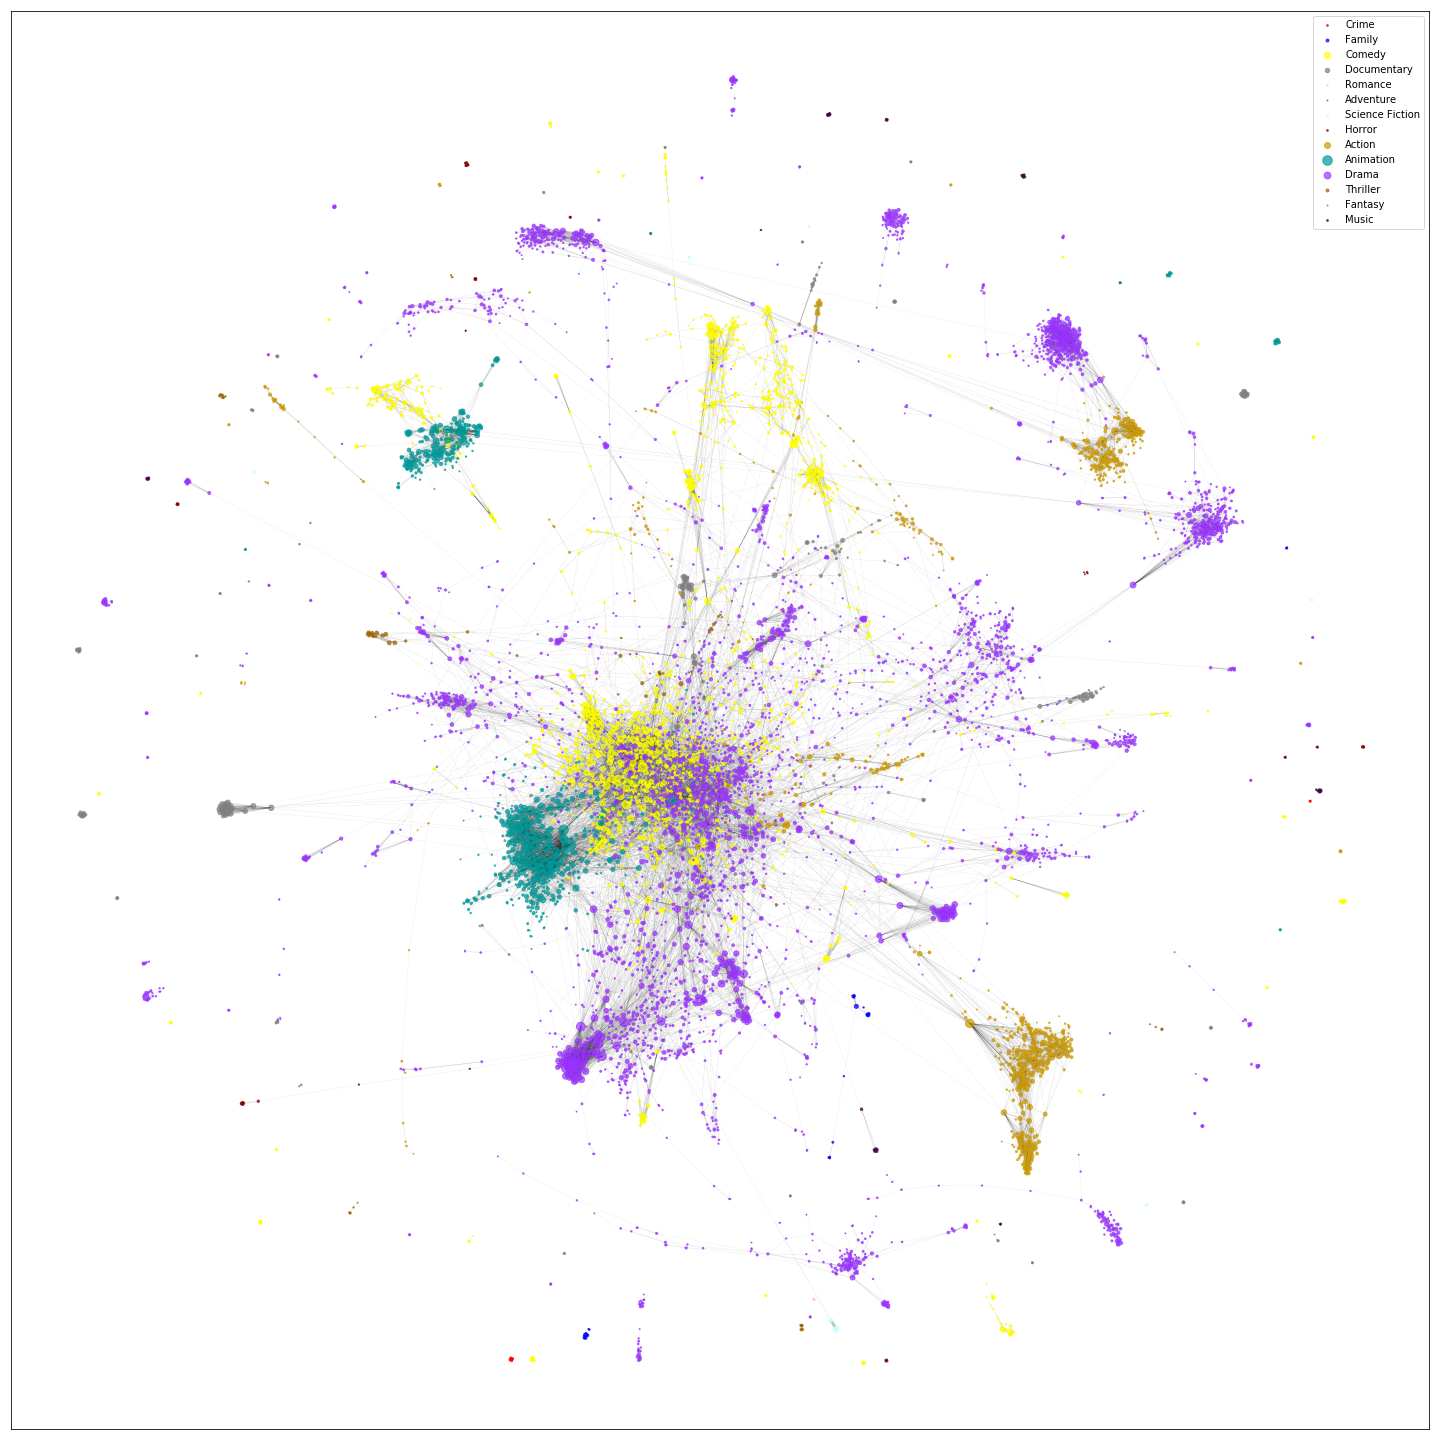 Crime
Family
Comedy
Documentary
Romance
Adventure
Science Fiction
Horror
Action
Animation
Drama
Thriller
Fantasy
Music